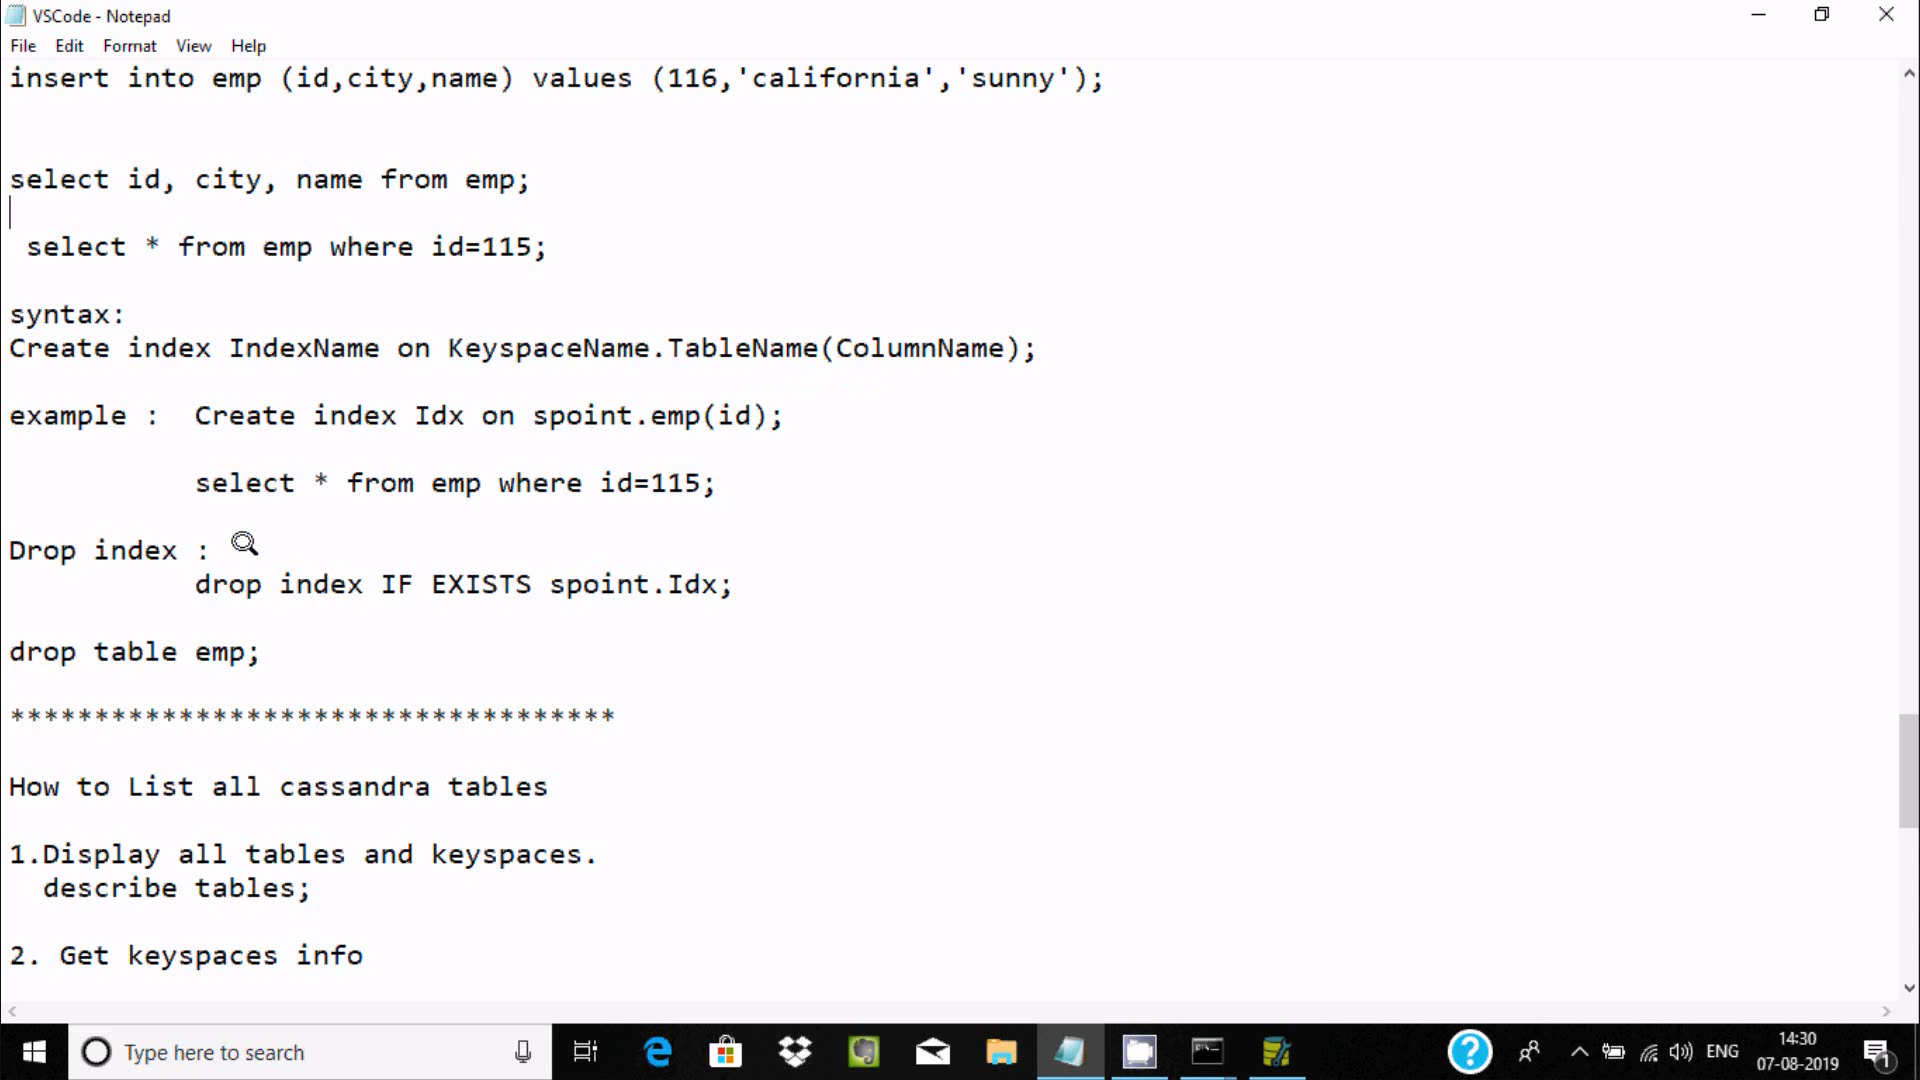 VSCode - Notepad
File Edit Format View Help
insert into emp (id,city,name) values (116,'california','sunny');
select id, city, name from emp;
select * from emp where id=115;
syntax:
Create index IndexName on KeyspaceName.TableName(ColumnName);
example :  Create index Idx on spoint.emp(id);
select * from emp where id=115;
Drop index :
drop index IF EXISTS spoint.Idx;
drop table emp;
************************************
How to List all cassandra tables
1.Display all tables and keyspaces.
describe tables;
2. Get keyspaces info
Type here to search
ENG
14:30
07-08-2019
1